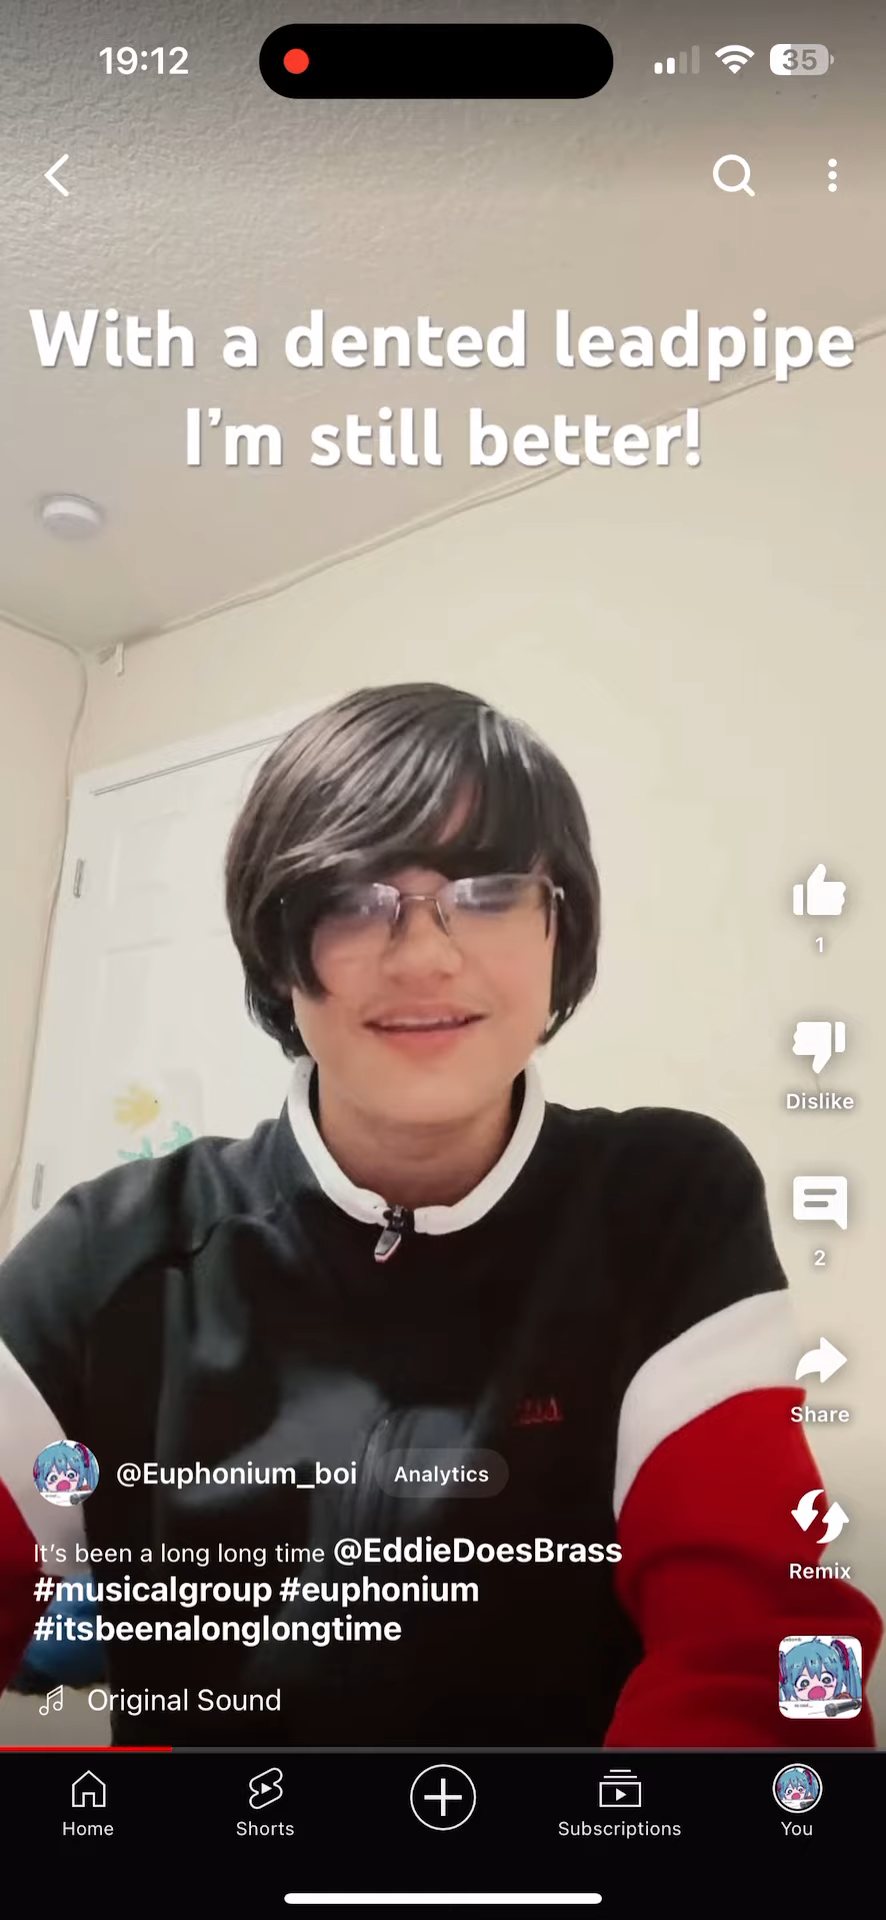 19:12
35
With a dented leadpipe
I'm still better!
1
Dislike
2
Share
@Euphonium_boi Analytics
It's been a long long time @EddieDoesBrass
#musicalgroup #euphonium
#itsbeenalonglongtime
Remix
Original Sound
Home
Shorts
Subscriptions
You